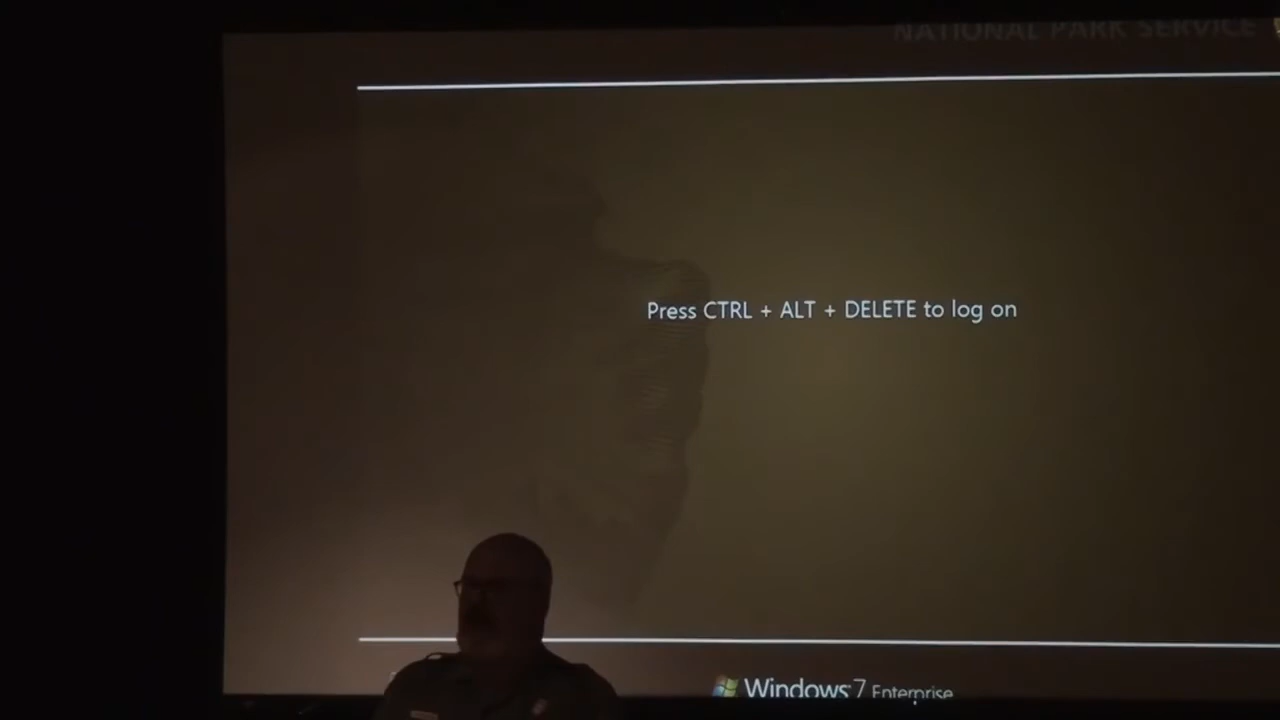 NATIONAL PARK SERVICE
Press CTRL + ALT + DELETE to log on
Windows 7 Enterprise